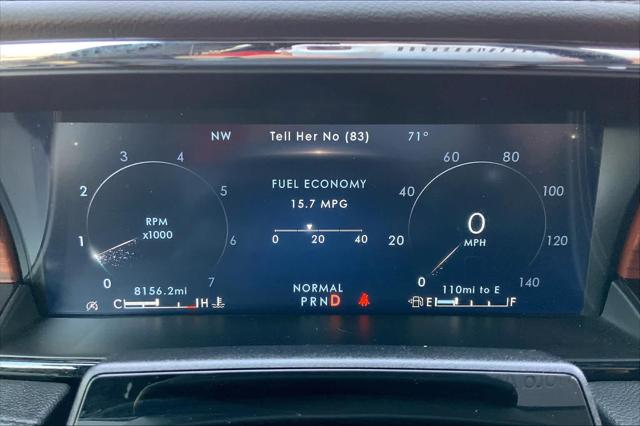 NW Tell Her No (83) 71°
3 4
2 5
1 6
0 7
RPM
x1000
8156.2mi
C H
FUEL ECONOMY
15.7 MPG
0 20 40
NORMAL
PRND
60 80
40 100
20 120
0 140
0
MPH
110mi to E
E F